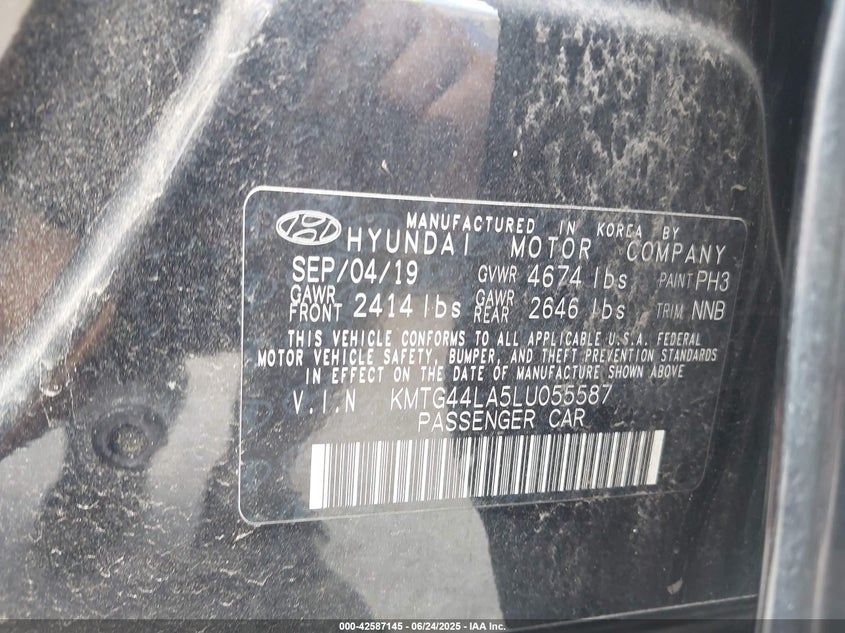 MANUFACTURED IN KOREA BY
HYUNDAI MOTOR COMPANY
SEP/04/19 GVWR 4674 lbs PAINT PH3
GAWR FRONT 2414 lbs GAWR REAR 2646 lbs TRIM NNB
THIS VEHICLE CONFORMS TO ALL APPLICABLE U.S.A. FEDERAL
MOTOR VEHICLE SAFETY, BUMPER, AND THEFT PREVENTION STANDARDS
IN EFFECT ON THE DATE OF MANUFACTURE SHOWN ABOVE
V.I.N KMTG44LA5LU055587
PASSENGER CAR
000-42587145 - 06/24/2025 - IAA Inc.